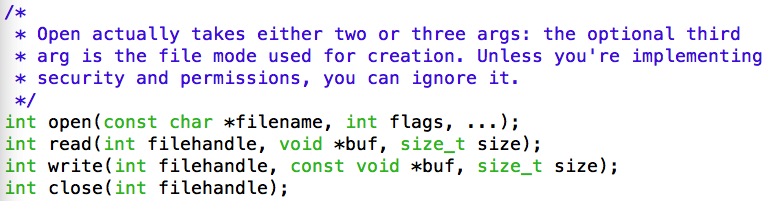 /*
 * Open actually takes either two or three args: the optional third
 * arg is the file mode used for creation. Unless you're implementing
 * security and permissions, you can ignore it.
 */
int open(const char *filename, int flags, ...);
int read(int filehandle, void *buf, size_t size);
int write(int filehandle, const void *buf, size_t size);
int close(int filehandle);